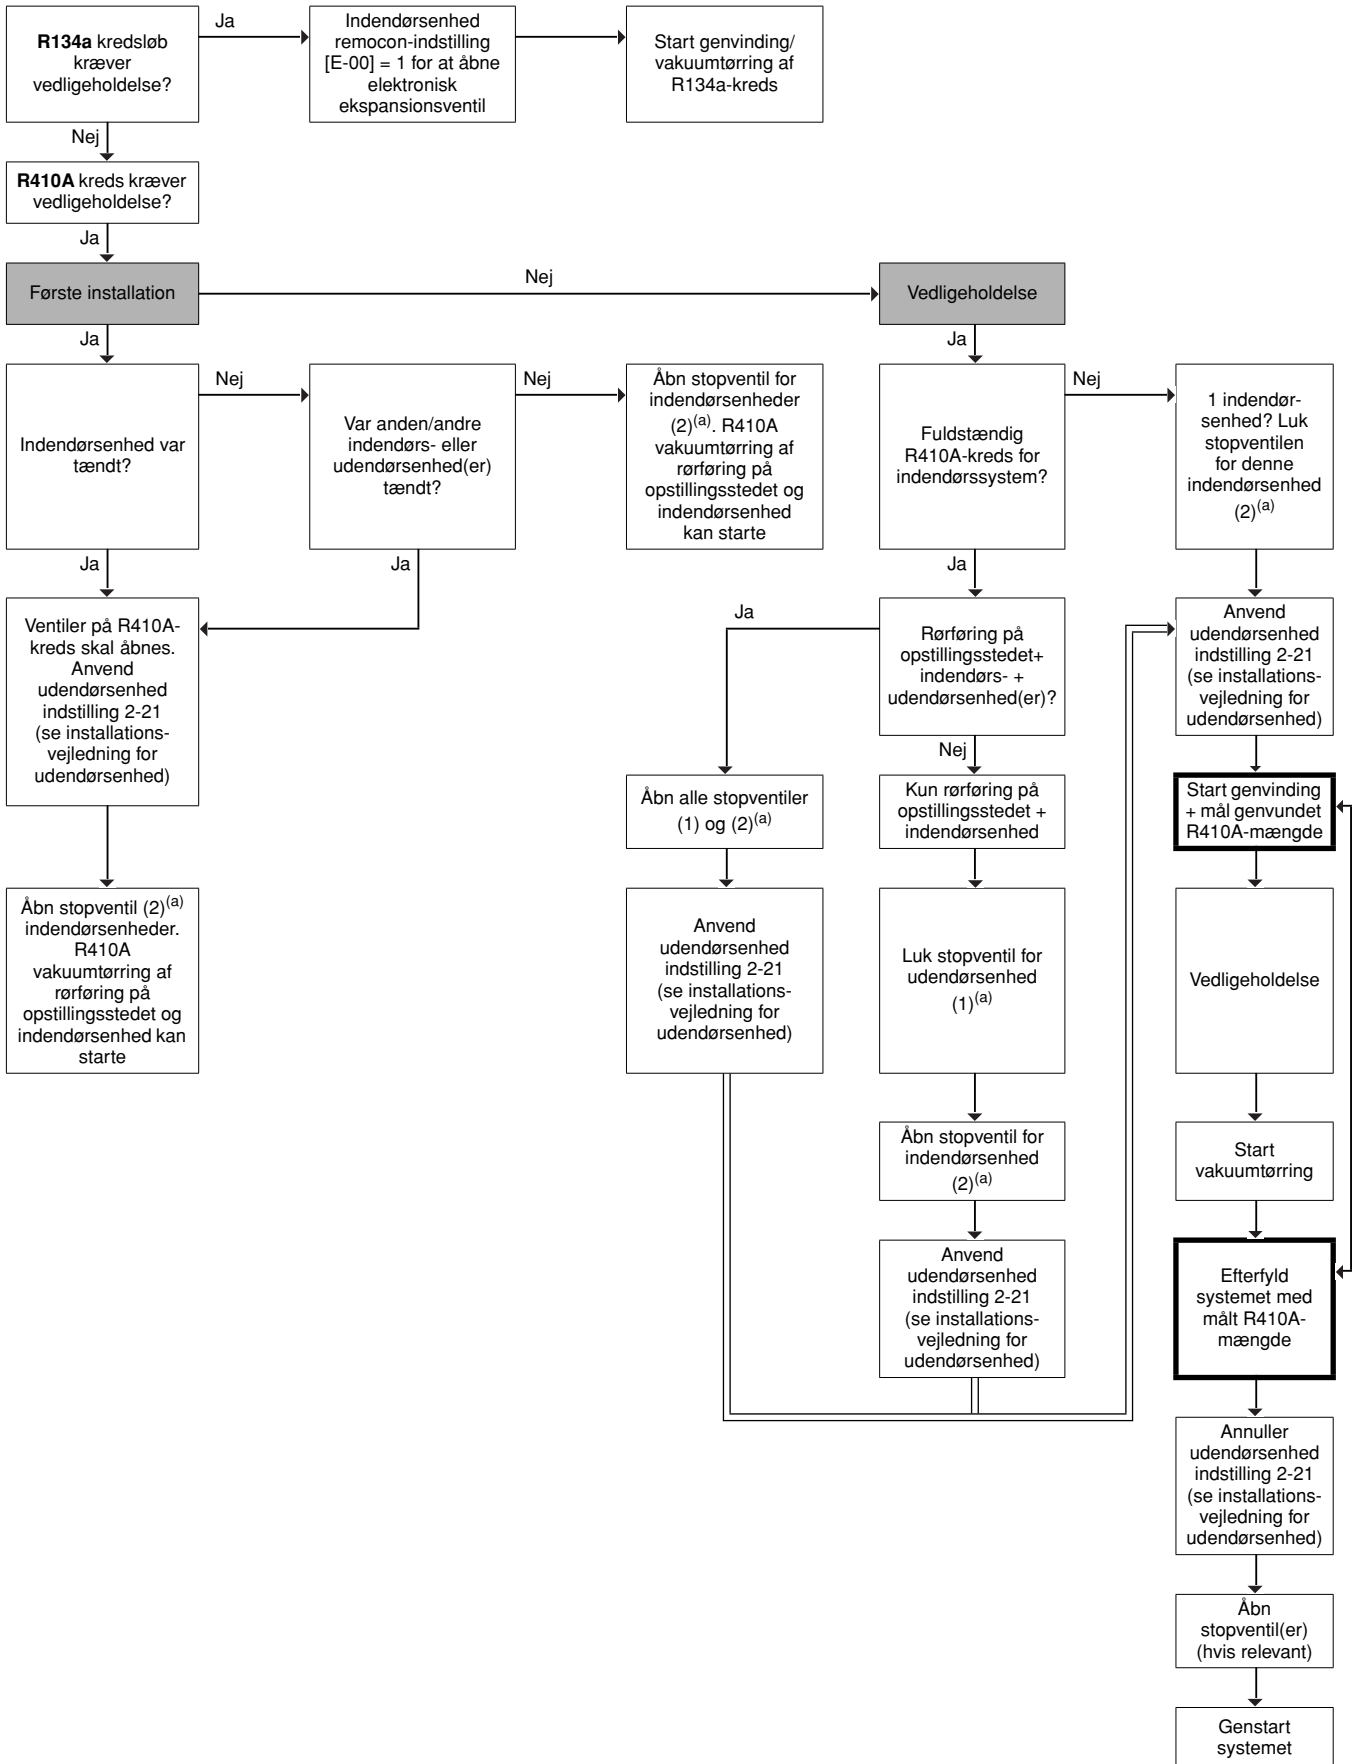 R134a kredsløb
kræver
vedligeholdelse?
Ja
Indendørsenhed
remocon-indstilling
[E-00] = 1 for at åbne
elektronisk
ekspansionsventil
Start genvinding/
vakuumtørring af
R134a-kreds
Nej
R410A kreds kræver
vedligeholdelse?
Ja
Første installation
Nej
Vedligeholdelse
Ja
Indendørsenhed var
tændt?
Nej
Var anden/andre
indendørs- eller
udendørsenhed(er)
tændt?
Nej
Åbn stopventil for
indendørsenheder
(2)(a). R410A
vakuumtørring af
rørføring på
opstillingsstedet og
indendørsenhed
kan starte
Ja
Fuldstændig
R410A-kreds for
indendørssystem?
Nej
1 indendør-
senhed? Luk
stopventilen
for denne
indendørsenhed
(2)(a)
Ja
Ventiler på R410A-
kreds skal åbnes.
Anvend
udendørsenhed
indstilling 2-21
(se installations-
vejledning for
udendørsenhed)
Ja
Åbn stopventil (2)(a)
indendørsenheder.
R410A
vakuumtørring af
rørføring på
opstillingsstedet og
indendørsenhed kan
starte
Ja
Rørføring på
opstillingsstedet+
indendørs- +
udendørsenhed(er)?
Ja
Åbn alle stopventiler
(1) og (2)(a)
Anvend
udendørsenhed
indstilling 2-21
(se installations-
vejledning for
udendørsenhed)
Nej
Kun rørføring på
opstillingsstedet +
indendørsenhed
Luk stopventil for
udendørsenhed
(1)(a)
Åbn stopventil for
indendørsenhed
(2)(a)
Anvend
udendørsenhed
indstilling 2-21
(se installations-
vejledning for
udendørsenhed)
Anvend
udendørsenhed
indstilling 2-21
(se installations-
vejledning for
udendørsenhed)
Start genvinding
+ mål genvundet
R410A-mængde
Vedligeholdelse
Start
vakuumtørring
Efterfyld
systemet med
målt R410A-
mængde
Annuller
udendørsenhed
indstilling 2-21
(se installations-
vejledning for
udendørsenhed)
Åbn
stopventil(er)
(hvis relevant)
Genstart
systemet